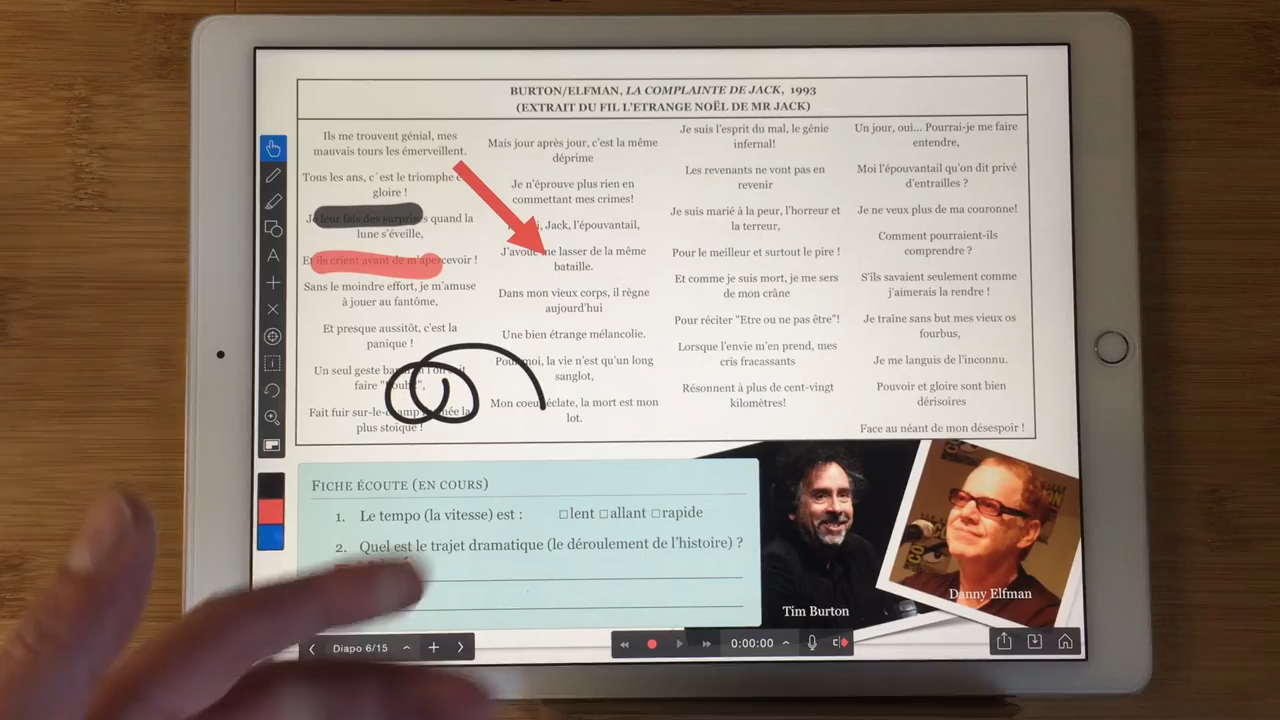 BURTON/ELFMAN, LA COMPLAINTE DE JACK, 1993
(EXTRAIT DU FIL L'ETRANGE NOËL DE MR JACK)
Ils me trouvent génial, mes
mauvais tours les émerveillent.
Tous les ans, c'est le triomphe
gloire !
Je leur fais des surprises quand la
lune s'éveille,
Et ils crient avant de m'apercevoir !
Sans le moindre effort, je m'amuse
à jouer au fantôme,
Et presque aussitôt, c'est la
panique !
Un seul geste
faire
Fait fuir sur-le-champ la
plus stoïque !
Mais jour après jour, c'est la même
déprime
Je n'éprouve plus rien en
commettant mes crimes!
Jack, l'épouvantail,
J'avoue me lasser de la même
bataille.
Dans mon vieux corps, il règne
aujourd'hui
Une bien étrange mélancolie.
Pour moi, la vie n'est qu'un long
sanglot,
Mon coeur éclate, la mort est mon
lot.
Je suis l'esprit du mal, le génie
infernal!
Les revenants ne vont pas en
revenir
Je suis marié à la peur, l'horreur et
la terreur,
Pour le meilleur et surtout le pire !
Et comme je suis mort, je me sers
de mon crâne
Pour réciter "Etre ou ne pas être"!
Lorsque l'envie m'en prend, mes
cris fracassants
Résonnent à plus de cent-vingt
kilomètres!
Un jour, oui... Pourrai-je me faire
entendre,
Moi l'épouvantail qu'on dit privé
d'entrailles ?
Je ne veux plus de ma couronne!
Comment pourraient-ils
comprendre ?
S'ils savaient seulement comme
j'aimerais la rendre !
Je traîne sans but mes vieux os
fourbus,
Je me languis de l'inconnu.
Pouvoir et gloire sont bien
dérisoires
Face au néant de mon désespoir !
FICHE ÉCOUTE (EN COURS)
1. Le tempo (la vitesse) est : □lent □allant □rapide
2. Quel est le trajet dramatique (le déroulement de l'histoire) ?
Tim Burton
Danny Elfman
Diapo 6/15
0:00:00